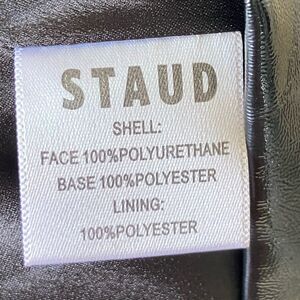 STAUD
SHELL:
FACE 100%POLYURETHANE
BASE 100%POLYESTER
LINING:
100%POLYESTER